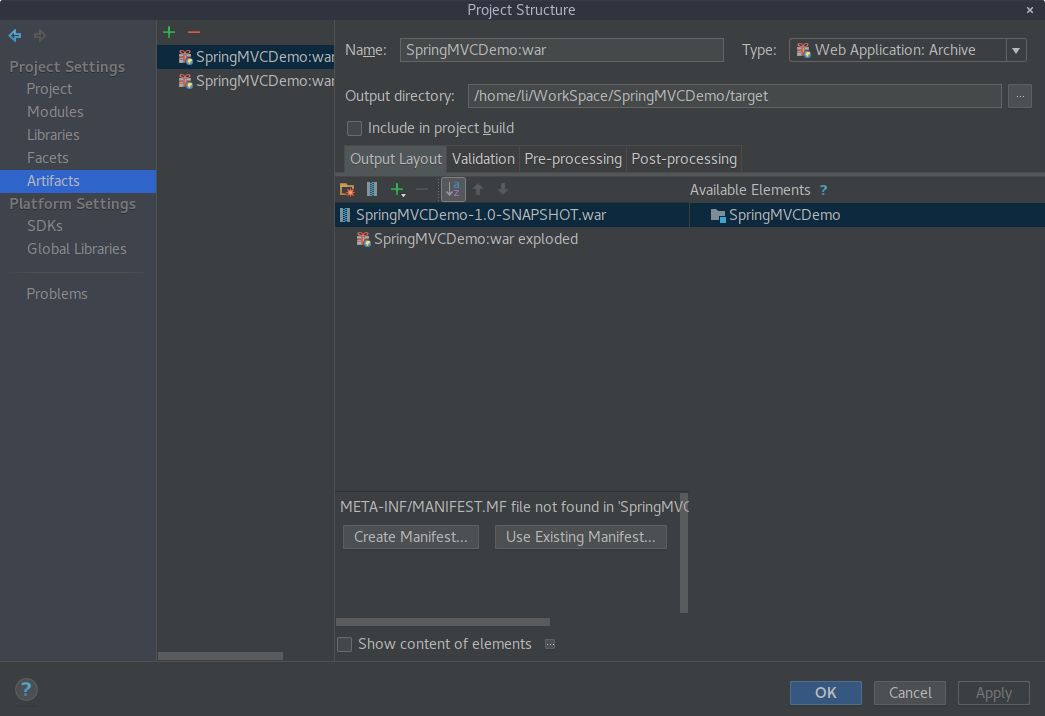 Project Structure
Project Settings
Project
Modules
Libraries
Facets
Artifacts
Platform Settings
SDKs
Global Libraries
Problems
SpringMVCDemo:war
SpringMVCDemo:war
Name: SpringMVCDemo:war Type: Web Application: Archive
Output directory: /home/li/WorkSpace/SpringMVCDemo/target ...
Include in project build
Output Layout Validation Pre-processing Post-processing
Available Elements ?
SpringMVCDemo-1.0-SNAPSHOT.war SpringMVCDemo
SpringMVCDemo:war exploded
META-INF/MANIFEST.MF file not found in 'SpringMVC
Create Manifest... Use Existing Manifest...
Show content of elements ...
? OK Cancel Apply